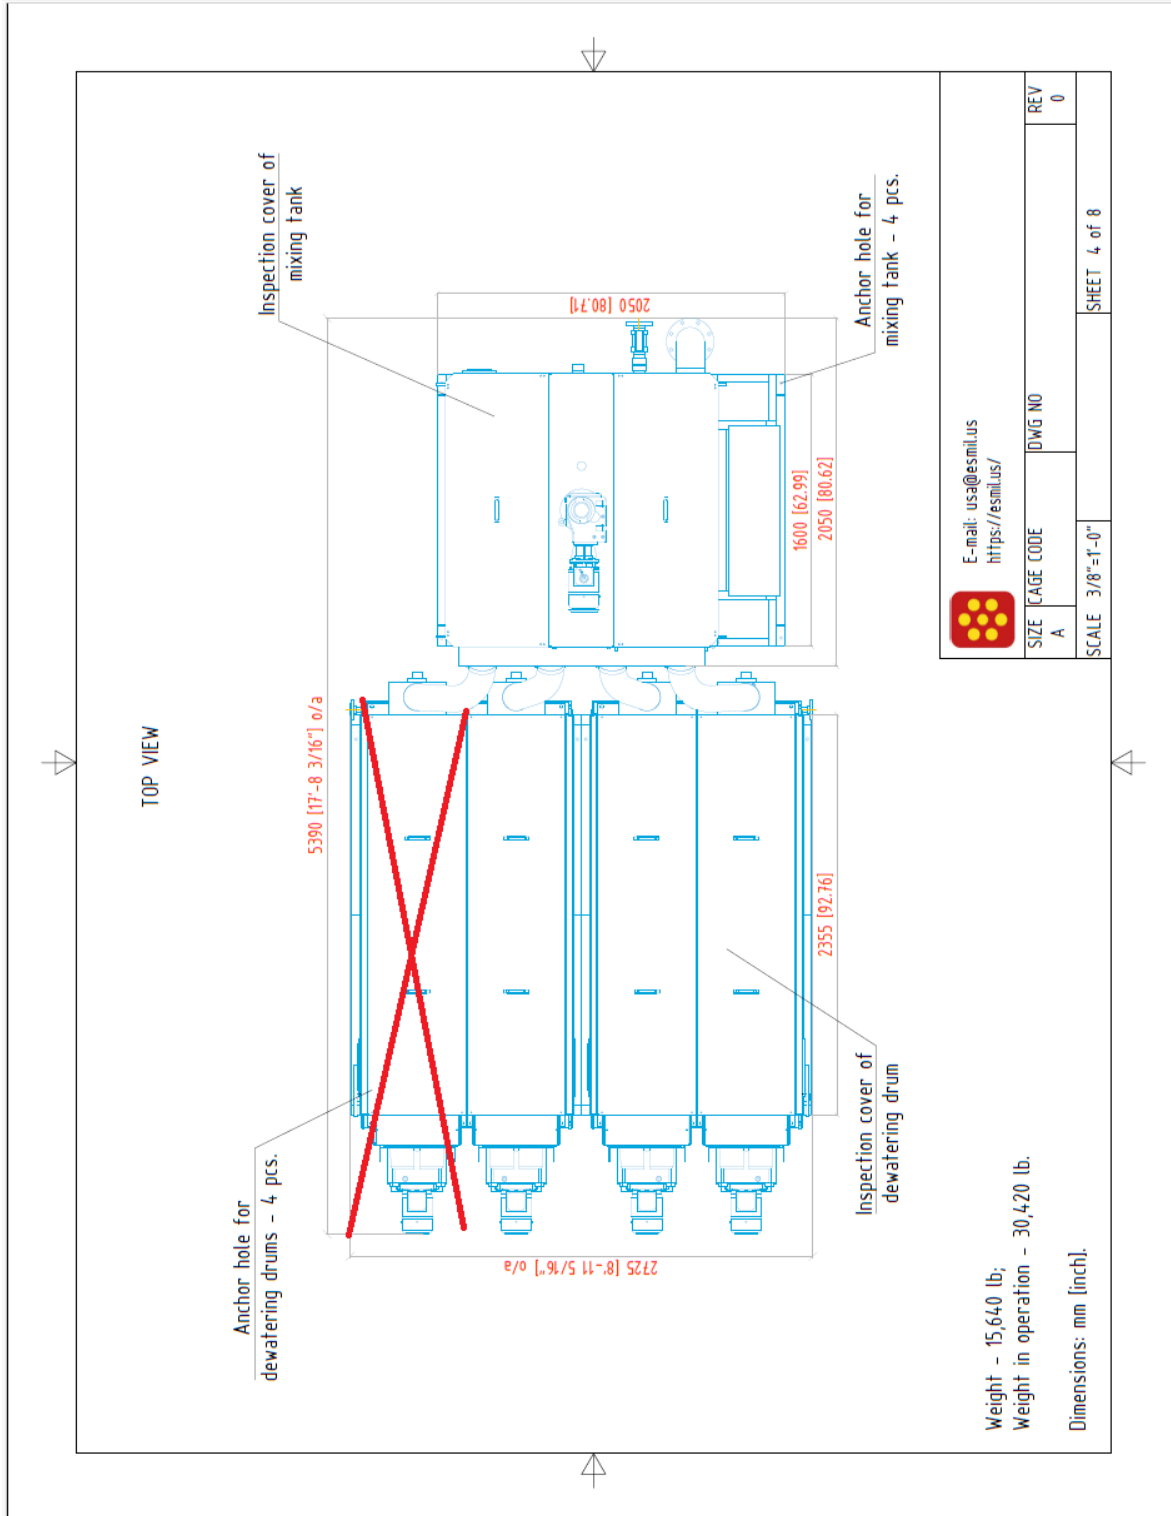 TOP VIEW
Inspection cover of
mixing tank
Anchor hole for
dewatering drums - 4 pcs.
5390 [17'-8 3/16"] o/a
2050 [80.71]
2725 [8'-11 5/16"] o/a
1600 [62.99]
2050 [80.62]
2355 [92.76]
Anchor hole for
mixing tank - 4 pcs.
Inspection cover of
dewatering drum
Weight - 15,640 lb;
Weight in operation - 30,420 lb.
Dimensions: mm [inch].
E-mail: usa@esmil.us
https://esmil.us/
SIZE
A
CAGE CODE
DWG NO
REV
0
SCALE 3/8"=1'-0"
SHEET 4 of 8